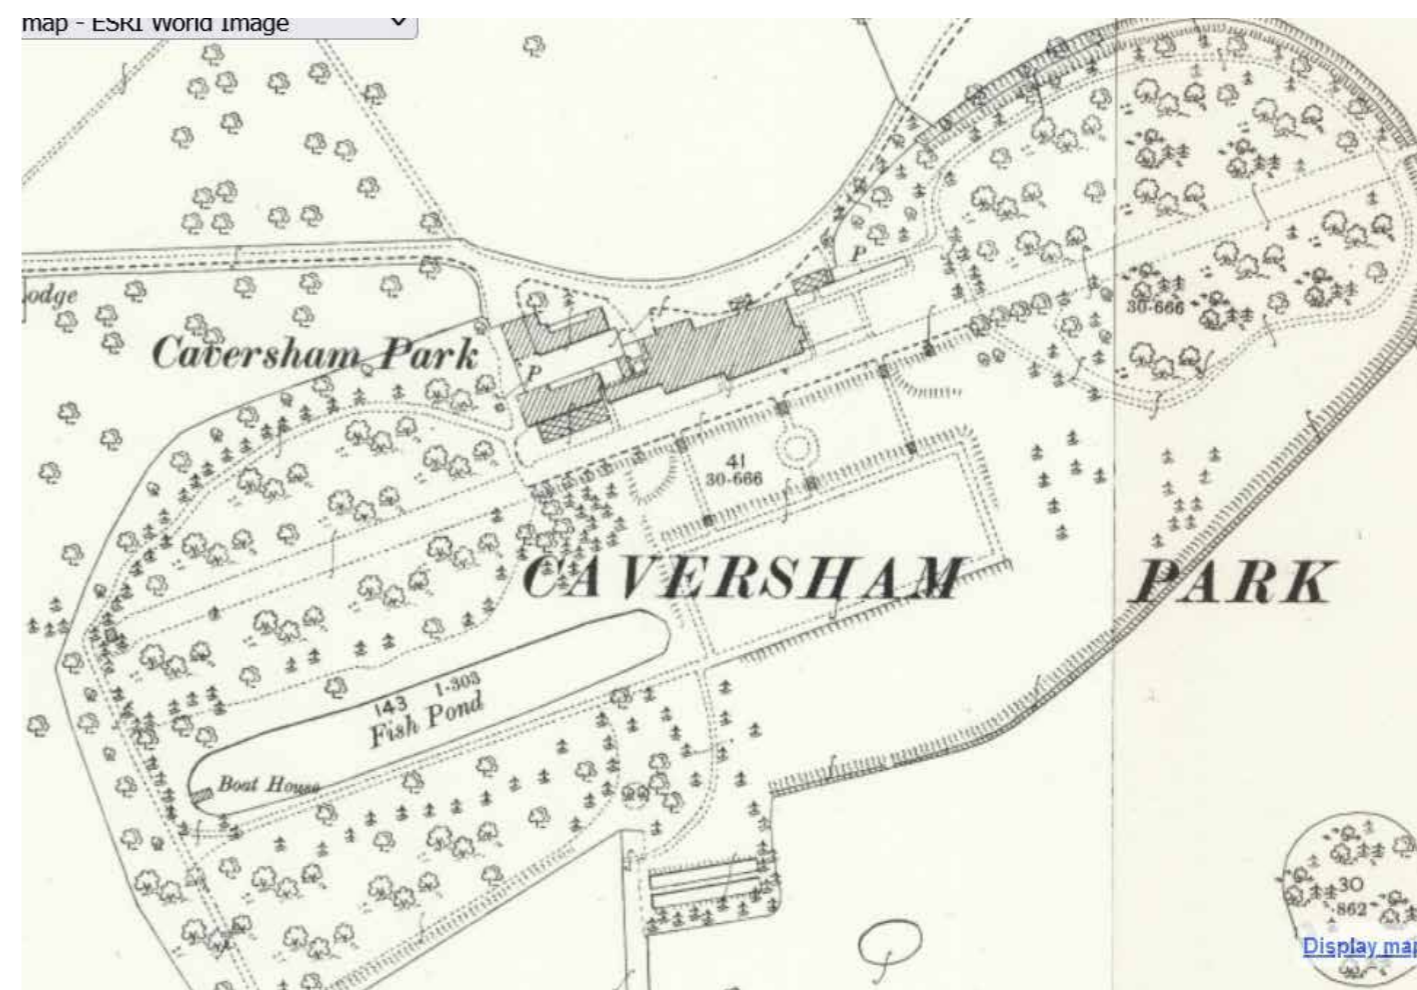 map - ESRI World Image
P
odge
30-666
Caversham Park
P
41
30-666
CAVERSHAM PARK
143 1-303
Fish Pond
Boat House
30
.862
Display map